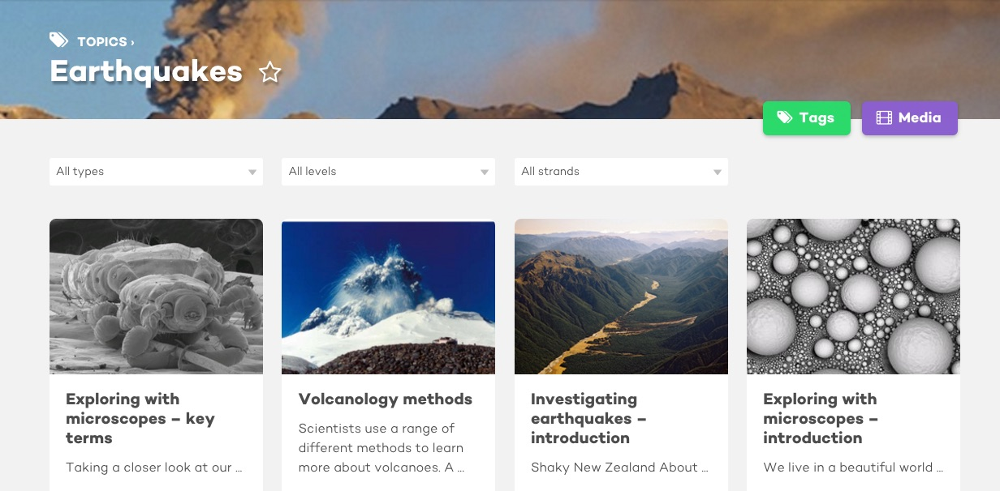 TOPICS ›
Earthquakes
Tags
Media
All types
All levels
All strands
Exploring with
microscopes – key
terms
Taking a closer look at our ...
Volcanology methods
Scientists use a range of
different methods to learn
more about volcanoes. A ...
Investigating
earthquakes –
introduction
Shaky New Zealand About ...
Exploring with
microscopes –
introduction
We live in a beautiful world ...